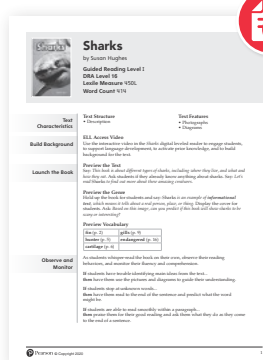 Sharks
Sharks
by Susan Hughes
Guided Reading Level I
DRA Level 16
Lexile Measure 450L
Word Count 474
Text Characteristics
Text Structure
• Description
Text Features
• Photographs
• Diagrams
Build Background
ELL Access Video
Use the interactive video in the Sharks digital leveled reader to engage students,
to support language development, to activate prior knowledge, and to build
background for the text.
Launch the Book
Preview the Text
Say: This book is about different types of sharks, including where they live, and what and
how they eat. Ask students if they already know anything about sharks. Say: Let's
read Sharks to find out more about these amazing creatures.
Preview the Genre
Hold up the book for students and say: Sharks is an example of informational
text, which means it tells about a real person, place, or thing. Display the cover for
students. Ask: Based on this image, can you predict if this book will show sharks to be
scary or interesting?
Preview Vocabulary
fin (p. 2) gills (p. 9)
hunter (p. 5) endangered (p. 16)
cartilage (p. 6)
Observe and Monitor
As students whisper-read the book on their own, observe their reading
behaviors, and monitor their fluency and comprehension.
If students have trouble identifying main ideas from the text...
then have them use the pictures and diagrams to guide their understanding.
If students stop at unknown words...
then have them read to the end of the sentence and predict what the word
might be.
If students are able to read smoothly within a paragraph...
then praise them for their good reading and ask them what they do as they come
to the end of a sentence.
Pearson © Copyright 2020